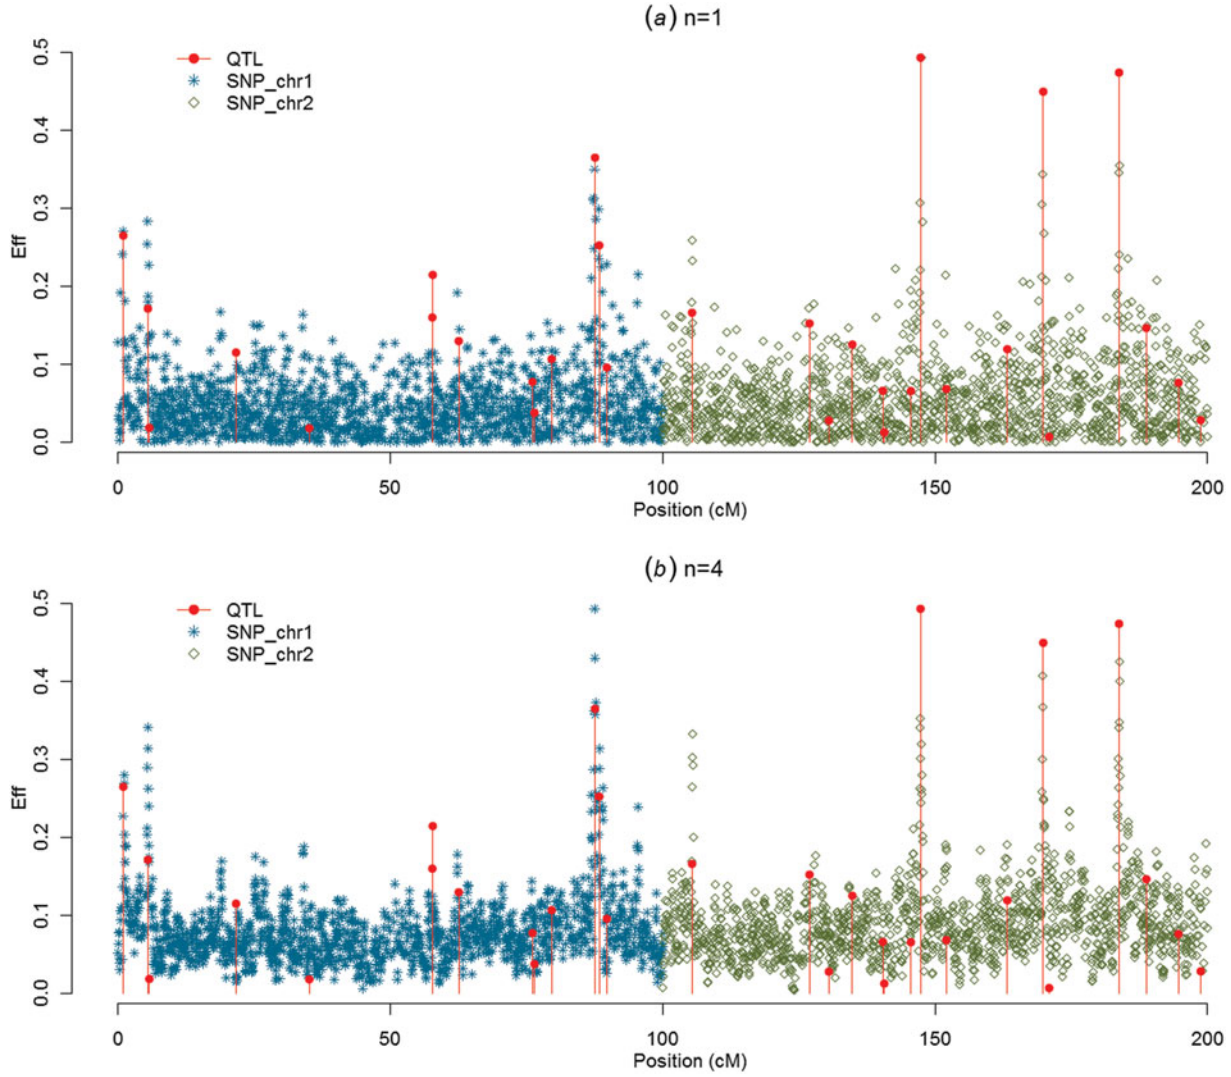 (a) n=1
QTL
SNP_chr1
SNP_chr2
Eff
0.5
0.4
0.3
0.2
0.1
0.0
0 50 100 150 200
Position (cM)
(b) n=4
QTL
SNP_chr1
SNP_chr2
Eff
0.5
0.4
0.3
0.2
0.1
0.0
0 50 100 150 200
Position (cM)